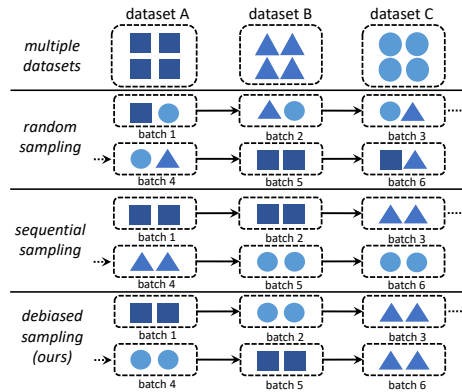 dataset A
dataset B
dataset C
multiple
datasets
random
sampling
batch 1
batch 2
batch 3
batch 4
batch 5
batch 6
sequential
sampling
batch 1
batch 2
batch 3
batch 4
batch 5
batch 6
debiased
sampling
(ours)
batch 1
batch 2
batch 3
batch 4
batch 5
batch 6